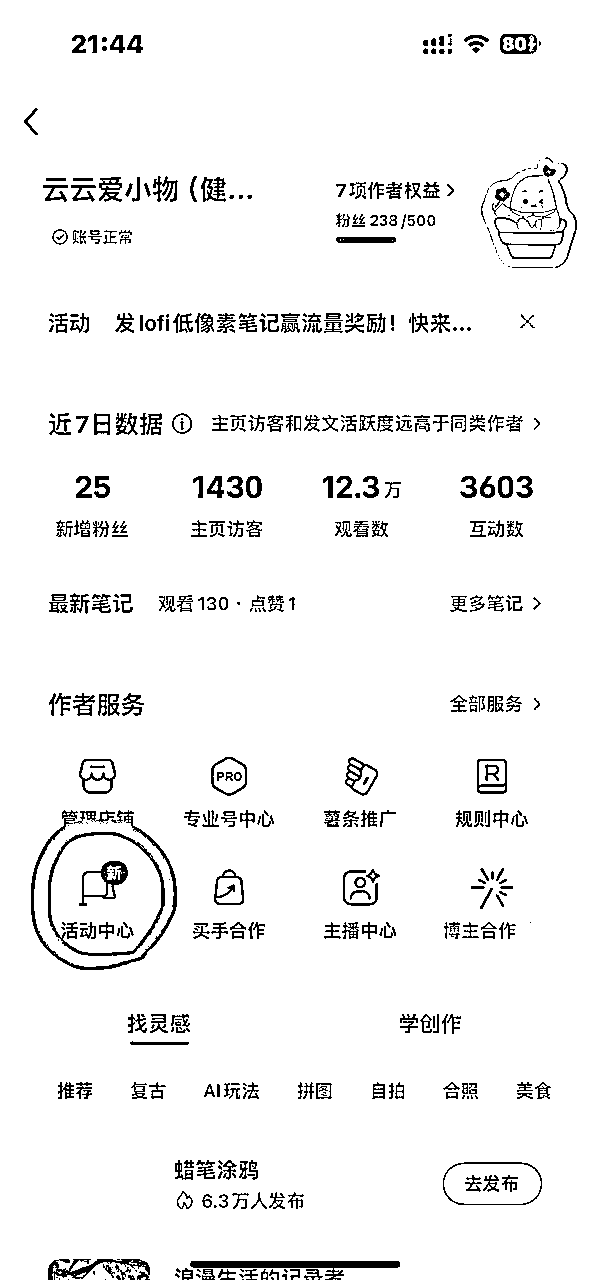 21:44 80
云云爱小物（健... 7项作者权益 >
账号正常 粉丝 238/500
活动 发lofi低像素笔记赢流量奖励！快来...
近7日数据 主页访客和发文活跃度远高于同类作者 >
25 1430 12.3万 3603
新增粉丝 主页访客 观看数 互动数
最新笔记 观看130 · 点赞1 更多笔记 >
作者服务 全部服务 >
PRO R
管理店铺 专业号中心 薯条推广 规则中心
新
活动中心 买手合作 主播中心 博主合作
找灵感 学创作
推荐 复古 AI玩法 拼图 自拍 合照 美食
蜡笔涂鸦
6.3万人发布 去发布
浪漫生活的记录者